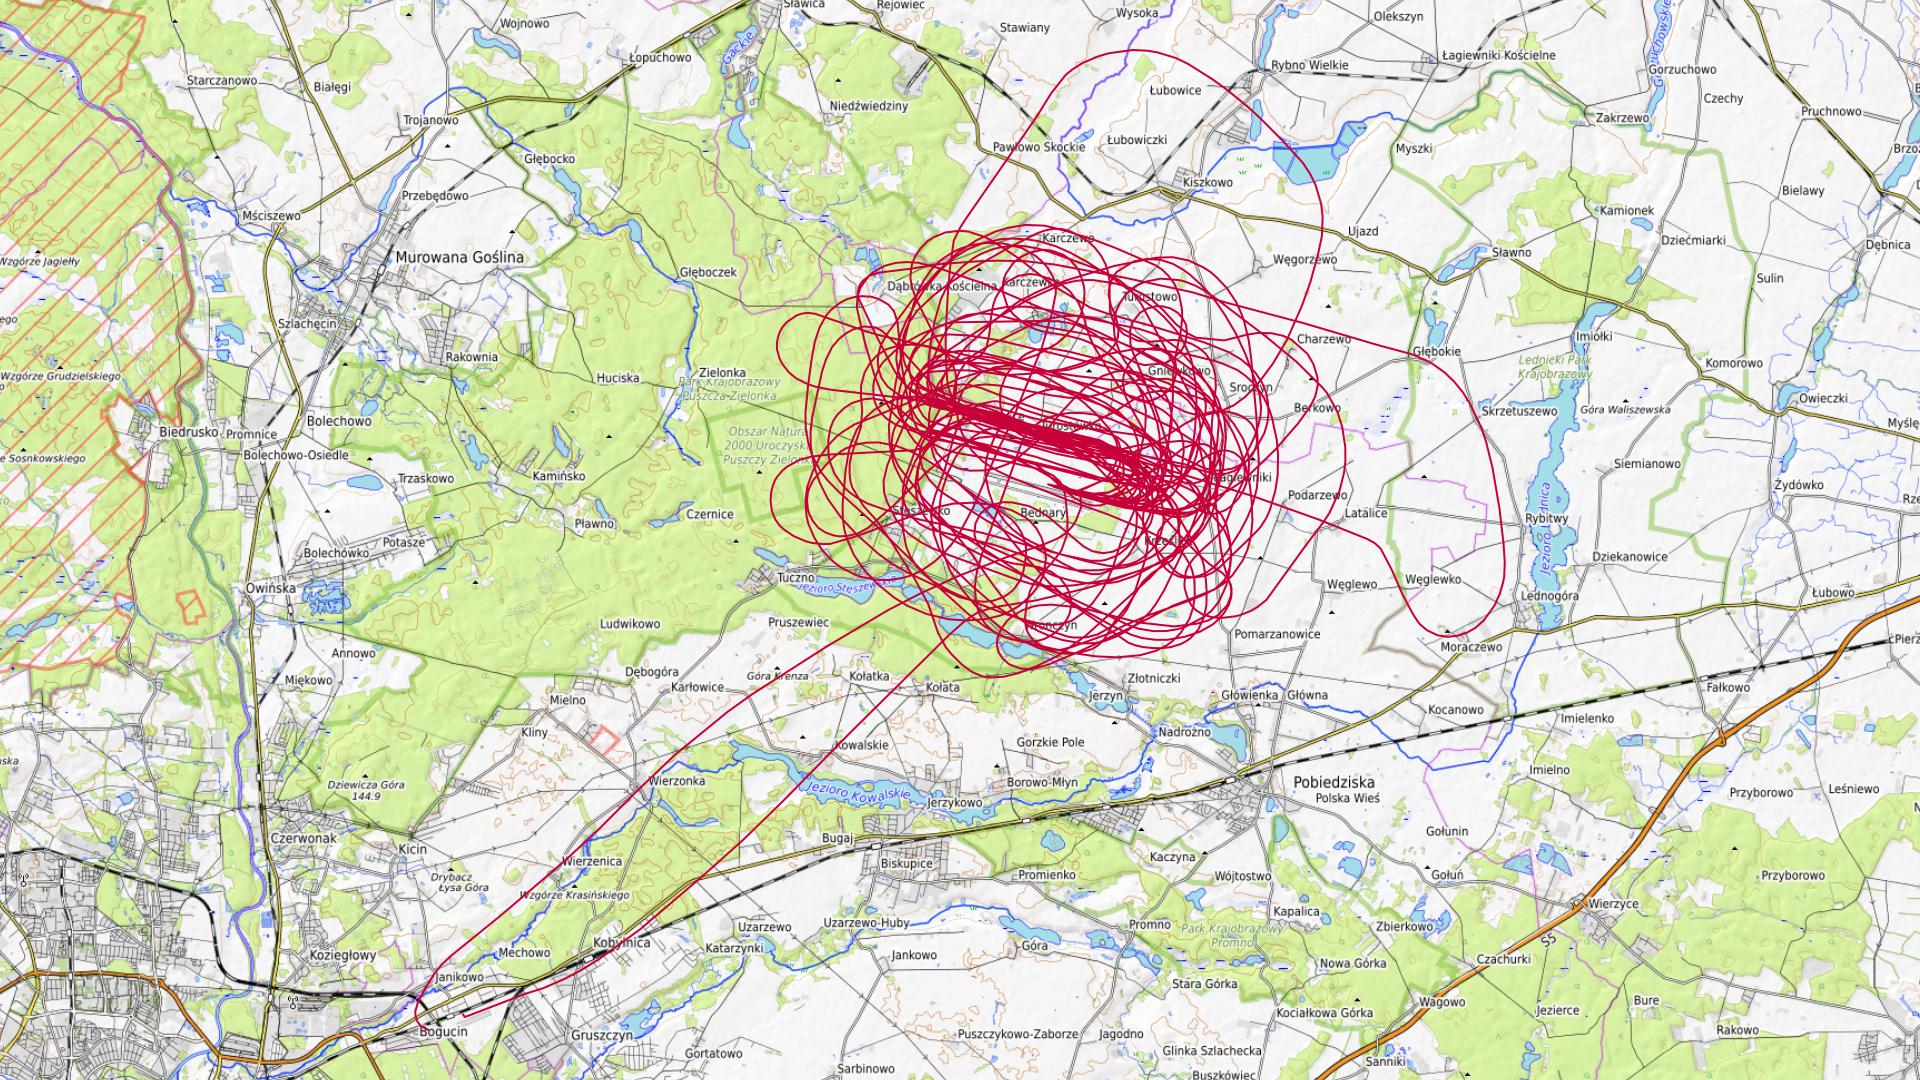 Sławica
Rejowiec
Wysoka
Olekszyn
Wojnowo
Stawiany
Łagiewniki Kościelne
Łopuchowo
Rybno Wielkie
Gorzuchowo
Starczanowo
Białęgi
Łubowice
Czechy
Niedźwiedziny
Pruchnowo
Trojanowo
Zakrzewo
Łubowiczki
Pawłowo Skockie
Myszki
Głębocko
Kiszkowo
Bielawy
Przebędowo
Mściszewo
Kamionek
Ujazd
Karczewo
Dziećmiarki
Dębnica
Murowana Goślina
Sławno
Węgorzewo
Wzgórze Jagiełły
Głęboczek
Sulin
Dąbrówka Kościelna
Karczewko
Turostowo
Szlachęcin
Imiołki
Charzewo
Głębokie
Rakownia
Lednicki Park
Krajobrazowy
Komorowo
Wzgórze Grudzielskiego
Huciska
Zielonka
Park Krajobrazowy
Puszcza-Zielonka
Gniewkowo
Sroczyn
Owieczki
Berkowo
Skrzetuszewo
Góra Waliszewska
Bolechowo
Biedrusko
Promnice
Obszar Natura
2000 Uroczyska
Puszczy Zielonki
Bolechowo-Osiedle
Sosnkowskiego
Siemianowo
Trzaskowo
Kamińsko
Łagiewniki
Żydówko
Podarzewo
Czernice
Stęszewko
Bednary
Latalice
Pławno
Rybitwy
Jezioro Lednica
Potasze
Bolechówko
Krześlice
Dziekanowice
Tuczno
Jezioro Stęszewskie
Owińska
Węglewo
Węglewko
Lednogóra
Łubowo
Ludwikowo
Pruszewiec
Wronczyn
Pomarzanowice
Moraczewo
Annowo
Dębogóra
Góra Krenza
Kołatka
Złotniczki
Miękowo
Karłowice
Kołata
Jerzyn
Główienka
Główna
Fałkowo
Mielno
Kocanowo
Imielenko
Kliny
Nadrożno
Kowalskie
Gorzkie Pole
Imielno
Dziewicza Góra
144.9
Wierzonka
Borowo-Młyn
Pobiedziska
Jezioro Kowalskie
Jerzykowo
Polska Wieś
Przyborowo
Leśniewo
Czerwonak
Bugaj
Gołunin
Kicin
Wierzenica
Biskupice
Kaczyna
Drybacz
Łysa Góra
Promienko
Wójtostwo
Gołuń
Przyborowo
Wzgórze Krasińskiego
Wierzyce
Kapalica
Uzarzewo
Uzarzewo-Huby
Promno
Zbierkowo
Park Krajobrazowy
Promno
Kobylnica
Katarzynki
Góra
S5
Koziegłowy
Mechowo
Jankowo
Nowa Górka
Czachurki
Janikowo
Stara Górka
Wagowo
Bure
Jezierce
Kociałkowa Górka
Bogucin
Gruszczyn
Puszczykowo-Zaborze
Jagodno
Rakowo
Gortatowo
Glinka Szlachecka
Sanniki
Sarbinowo
Buszkówiec